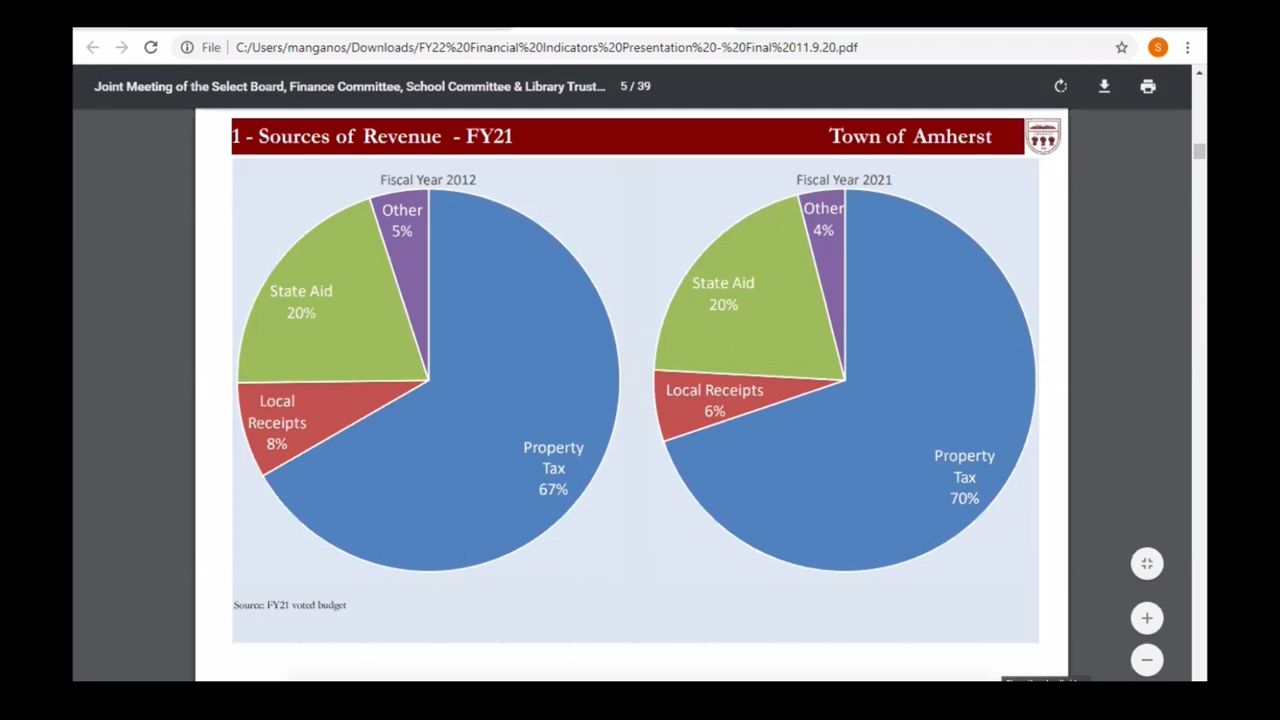 File
C:/Users/manganos/Downloads/FY22%20Financial%20Indicators%20Presentation%20-%20Final%2011.9.20.pdf
S
Joint Meeting of the Select Board, Finance Committee, School Committee & Library Trust...
5 / 39
1 - Sources of Revenue - FY21
Town of Amherst
Fiscal Year 2012
Other
5%
State Aid
20%
Local
Receipts
8%
Property
Tax
67%
Fiscal Year 2021
Other
4%
State Aid
20%
Local Receipts
6%
Property
Tax
70%
Source: FY21 voted budget